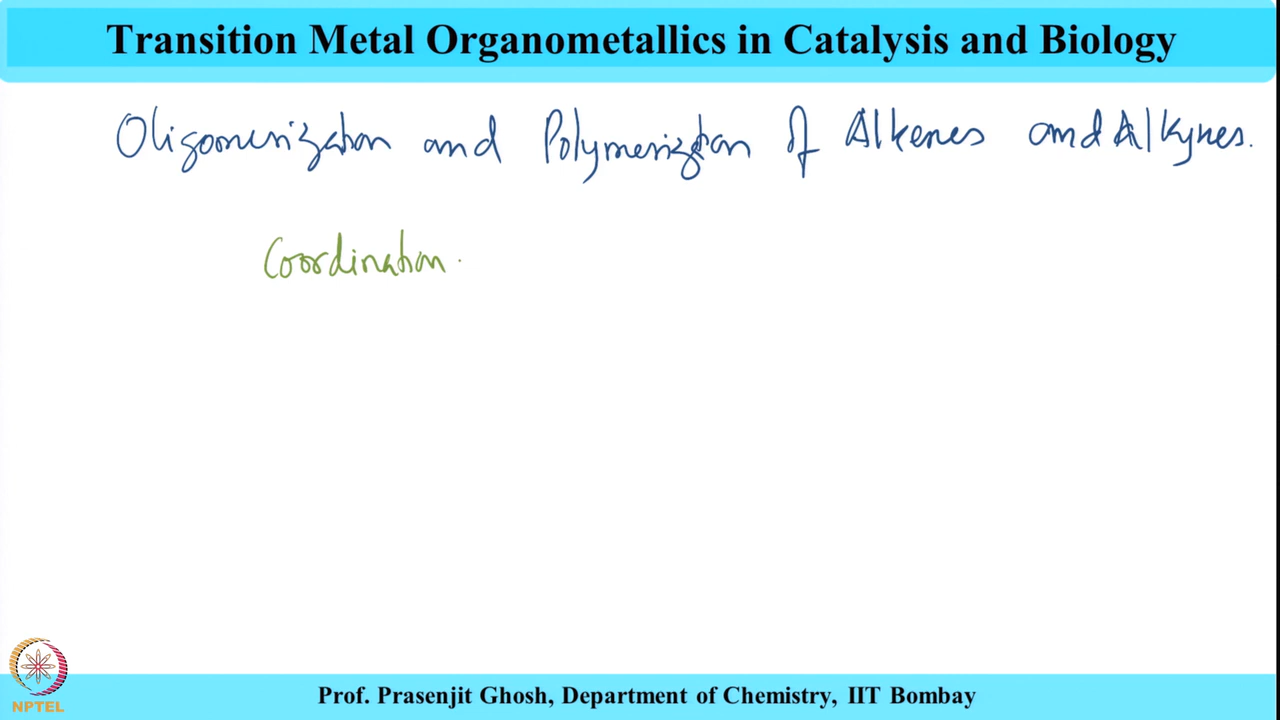 Transition Metal Organometallics in Catalysis and Biology
Oligomerization and Polymerization of Alkenes and Alkynes.
Coordination.
NPTEL
Prof. Prasenjit Ghosh, Department of Chemistry, IIT Bombay